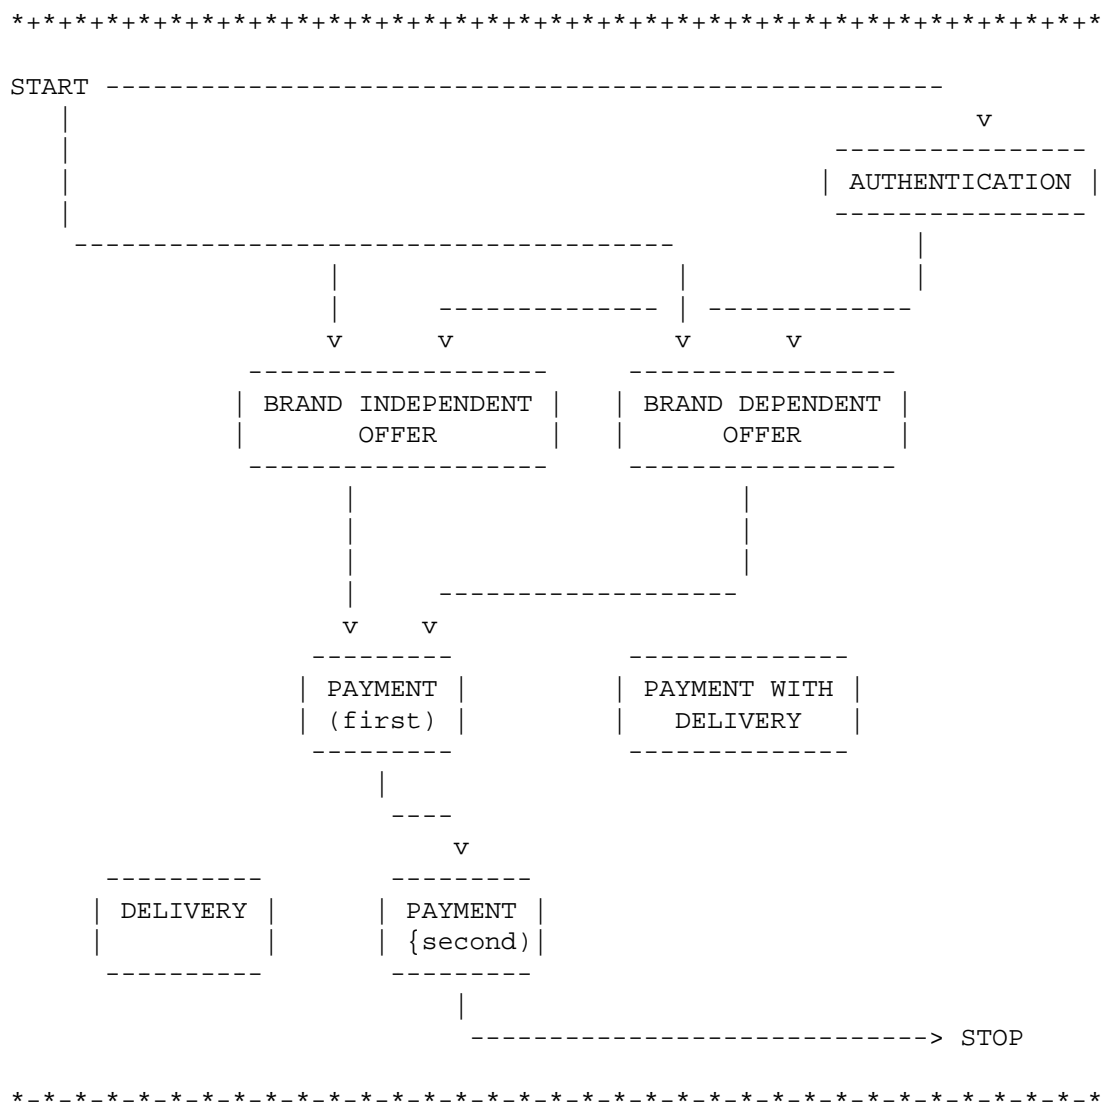 *+*+*+*+*+*+*+*+*+*+*+*+*+*+*+*+*+*+*+*+*+*+*+*+*+*+*+*+*+*+*+*+*+*+*
START
v
AUTHENTICATION
v v v v
BRAND INDEPENDENT BRAND DEPENDENT
OFFER OFFER
v v
PAYMENT PAYMENT WITH
(first) DELIVERY
v
DELIVERY PAYMENT
{second)
STOP
*-*-*-*-*-*-*-*-*-*-*-*-*-*-*-*-*-*-*-*-*-*-*-*-*-*-*-*-*-*-*-*-*-*-*